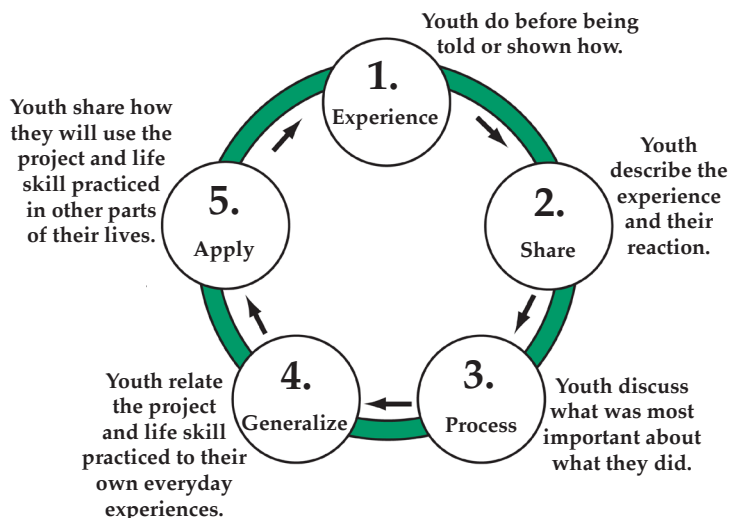 Youth do before being
told or shown how.
1.
Experience
Youth
describe the
experience
and their
reaction.
2.
Share
3.
Process
Youth discuss
what was most
important about
what they did.
4.
Generalize
Youth relate
the project
and life skill
practiced to their
own everyday
experiences.
5.
Apply
Youth share how
they will use the
project and life
skill practiced
in other parts
of their lives.